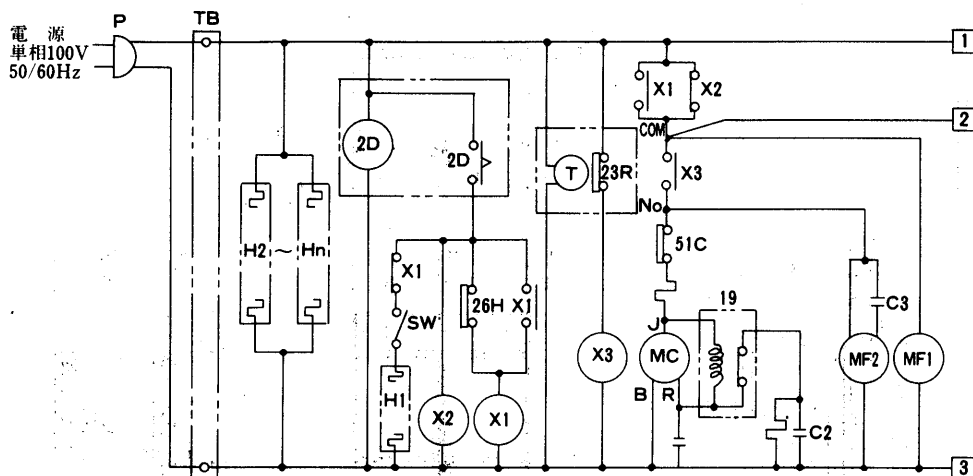 電源
単相100V
50/60Hz
P
TB
1
X1
X2
2
COM
2D
2D
T
23R
X3
No
H2
～
Hn
X1
26H
X1
51C
19
C3
SW
J
X3
MC
MF2
MF1
H1
X2
X1
B
R
C2
3